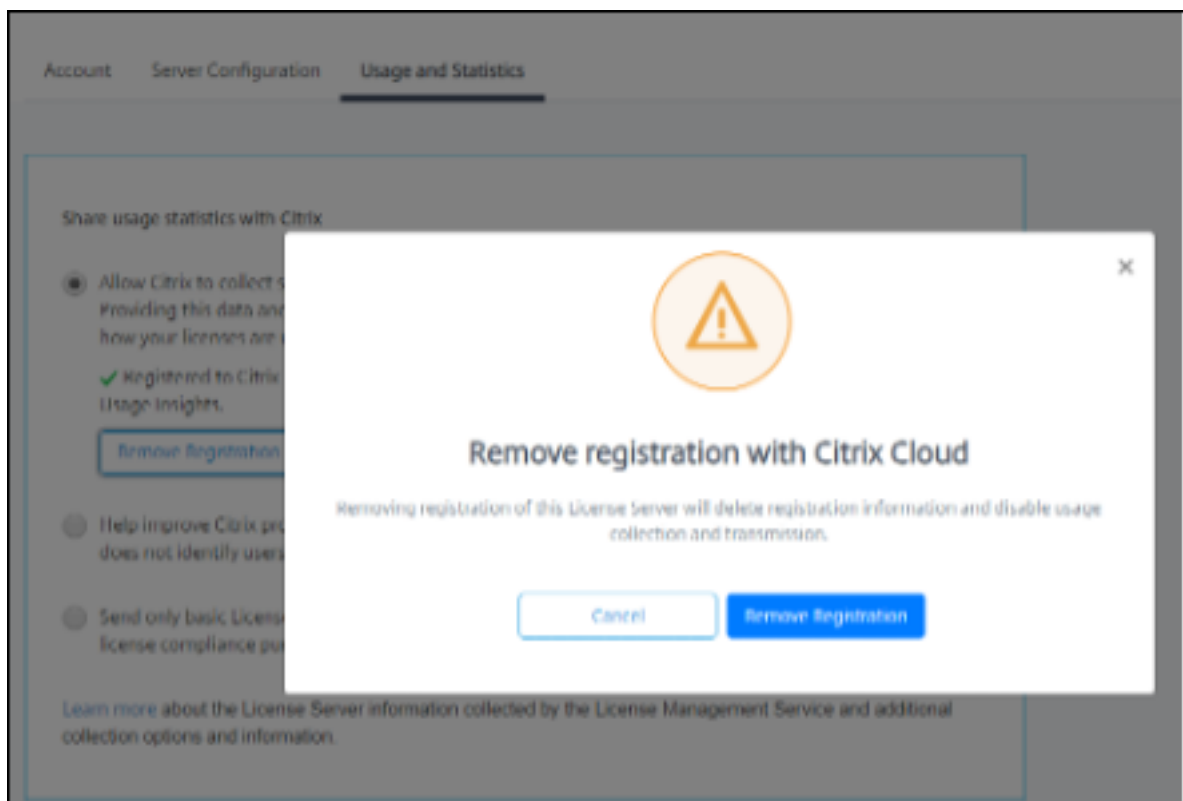 Account Server Configuration Usage and Statistics
Share usage statistics with Citrix
Allow Citrix to collect s
Providing this data and
how your licenses are
Registered to Citrix
Usage Insights.
Remove Registration
Help improve Citrix pro
does not identify users
Send only basic Licens
license compliance pu
Learn more about the License Server information collected by the License Management Service and additional
collection options and information.
Remove registration with Citrix Cloud
Removing registration of this License Server will delete registration information and disable usage
collection and transmission.
Cancel Remove Registration